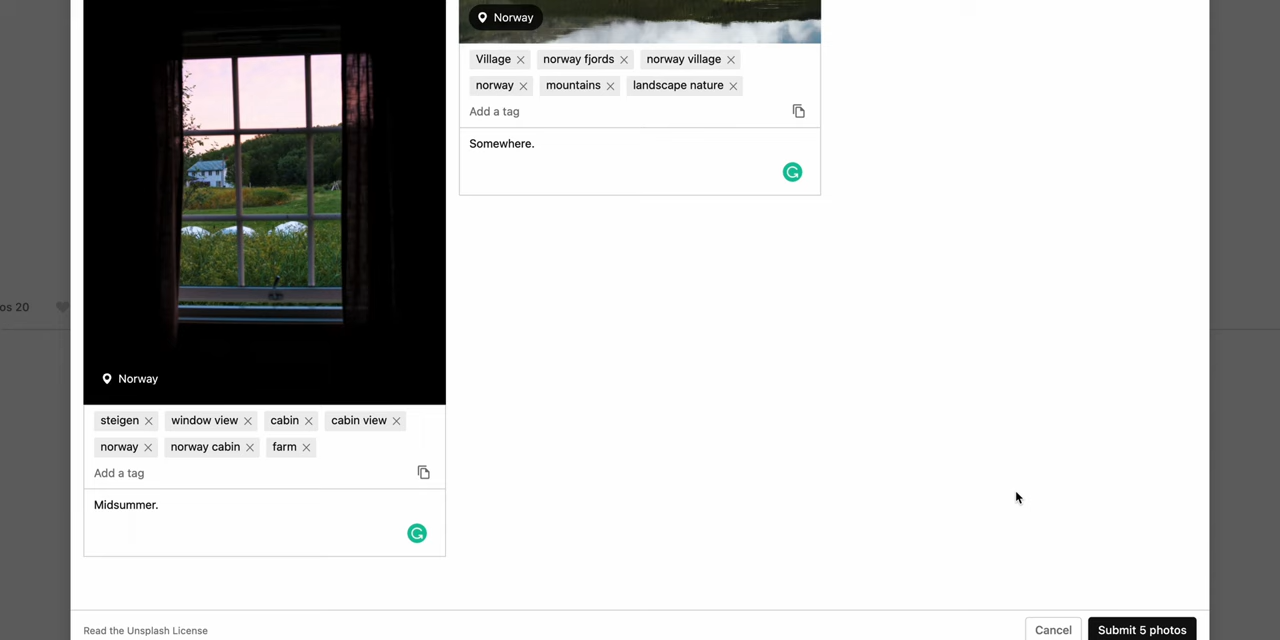 Norway
Village
norway fjords
norway village
norway
mountains
landscape nature
Add a tag
Somewhere.
os 20
Norway
steigen
window view
cabin
cabin view
norway
norway cabin
farm
Add a tag
Midsummer.
Read the Unsplash License
Cancel
Submit 5 photos